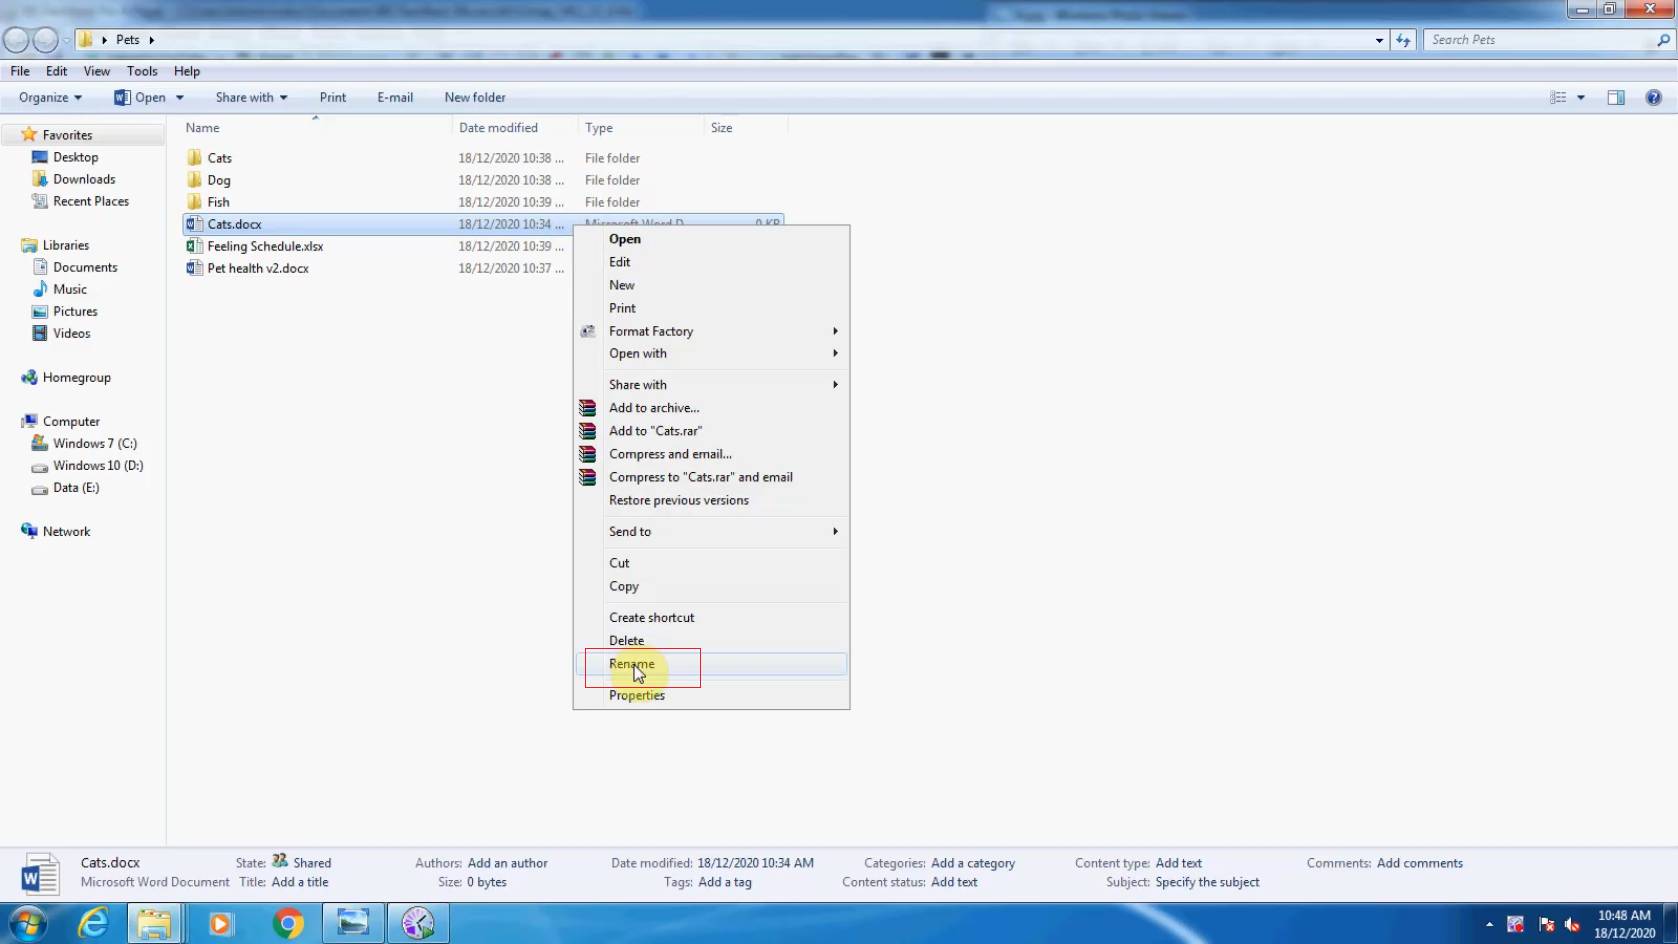 Pets
Search Pets
File Edit View Tools Help
Organize Open Share with Print E-mail New folder
Name Date modified Type Size
Favorites
Desktop
Downloads
Recent Places
Libraries
Documents
Music
Pictures
Videos
Homegroup
Computer
Windows 7 (C:)
Windows 10 (D:)
Data (E:)
Network
Cats 18/12/2020 10:38 ... File folder
Dog 18/12/2020 10:38 ... File folder
Fish 18/12/2020 10:39 ... File folder
Cats.docx 18/12/2020 10:34 ... Microsoft Word D... 0 KB
Feeling Schedule.xlsx 18/12/2020 10:39 ...
Pet health v2.docx 18/12/2020 10:37 ...
Open
Edit
New
Print
Format Factory
Open with
Share with
Add to archive...
Add to "Cats.rar"
Compress and email...
Compress to "Cats.rar" and email
Restore previous versions
Send to
Cut
Copy
Create shortcut
Delete
Rename
Properties
Cats.docx State: Shared Authors: Add an author Date modified: 18/12/2020 10:34 AM Categories: Add a category Content type: Add text Comments: Add comments
Microsoft Word Document Title: Add a title Size: 0 bytes Tags: Add a tag Content status: Add text Subject: Specify the subject
10:48 AM
18/12/2020